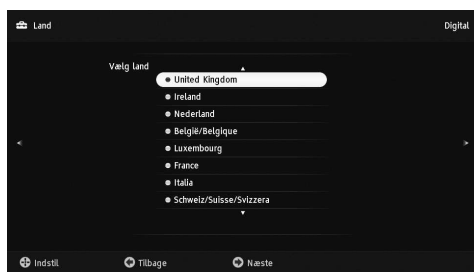 Land
Digital
Vælg land
United Kingdom
Ireland
Nederland
België/Belgique
Luxembourg
France
Italia
Schweiz/Suisse/Svizzera
Indstil
Tilbage
Næste